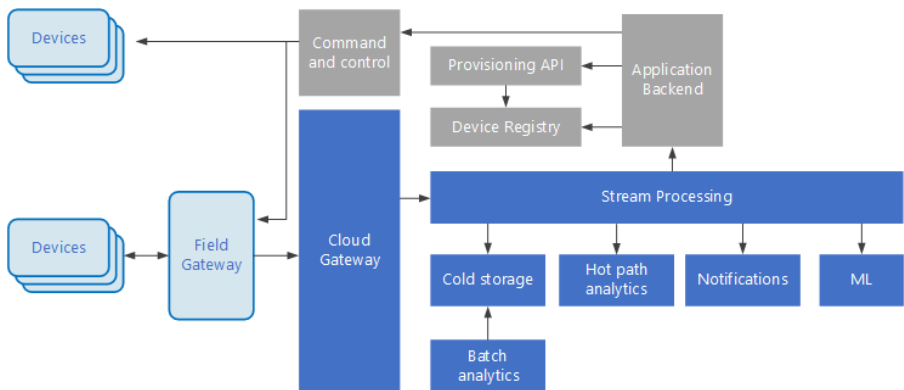 Devices
Command
and control
Provisioning API
Application
Backend
Device Registry
Stream Processing
Devices
Field
Gateway
Cloud
Gateway
Cold storage
Hot path
analytics
Notifications
ML
Batch
analytics